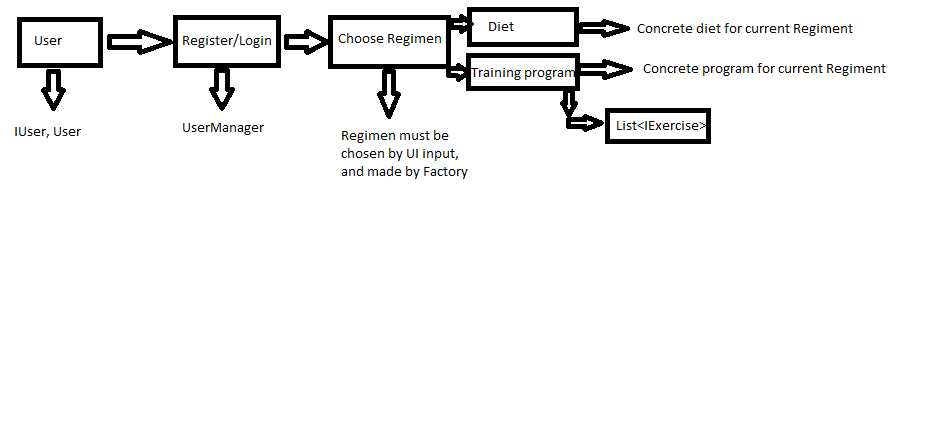 User
Register/Login
Choose Regimen
Diet
Concrete diet for current Regiment
Training program
Concrete program for current Regiment
List<IExercise>
IUser, User
UserManager
Regimen must be
chosen by UI input,
and made by Factory